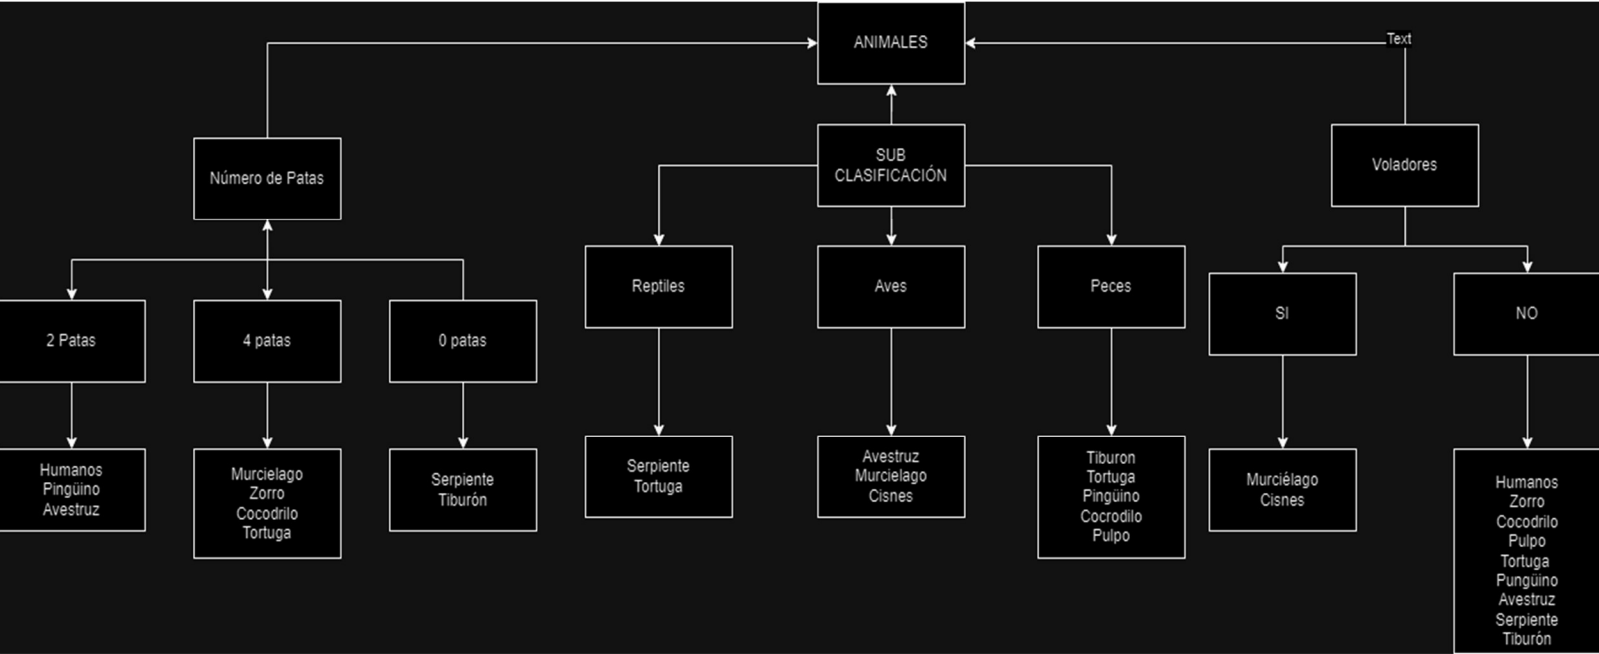 ANIMALES
Text
SUB
CLASIFICACIÓN
Número de Patas
Voladores
Reptiles
Aves
Peces
SI
NO
2 Patas
4 patas
0 patas
Humanos
Pingüino
Avestruz
Murcielago
Zorro
Cocodrilo
Tortuga
Serpiente
Tiburón
Serpiente
Tortuga
Avestruz
Murcielago
Cisnes
Tiburon
Tortuga
Pingüino
Cocrodilo
Pulpo
Murciélago
Cisnes
Humanos
Zorro
Cocodrilo
Pulpo
Tortuga
Pungüino
Avestruz
Serpiente
Tiburón